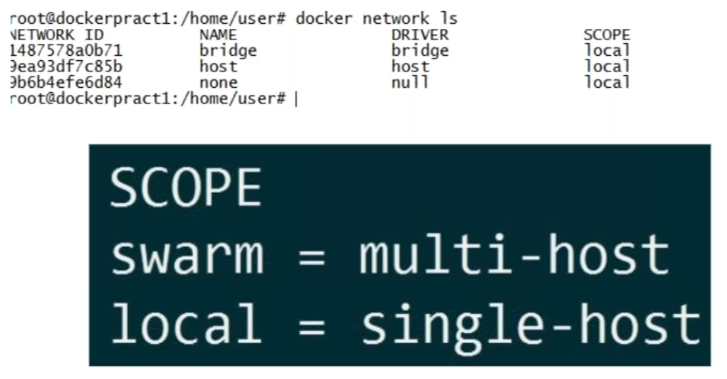 root@dockerpract1:/home/user# docker network ls
NETWORK ID NAME DRIVER SCOPE
1487578a0b71 bridge bridge local
9ea93df7c85b host host local
9b6b4efe6d84 none null local
root@dockerpract1:/home/user#
SCOPE
swarm = multi-host
local = single-host